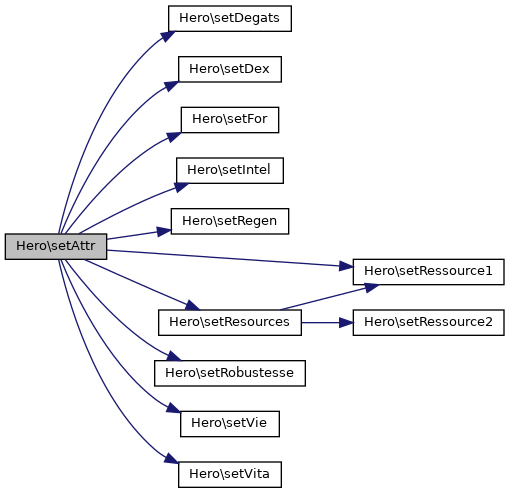 Hero\setDegats
Hero\setDex
Hero\setFor
Hero\setIntel
Hero\setRegen
Hero\setAttr
Hero\setRessource1
Hero\setResources
Hero\setRessource2
Hero\setRobustesse
Hero\setVie
Hero\setVita